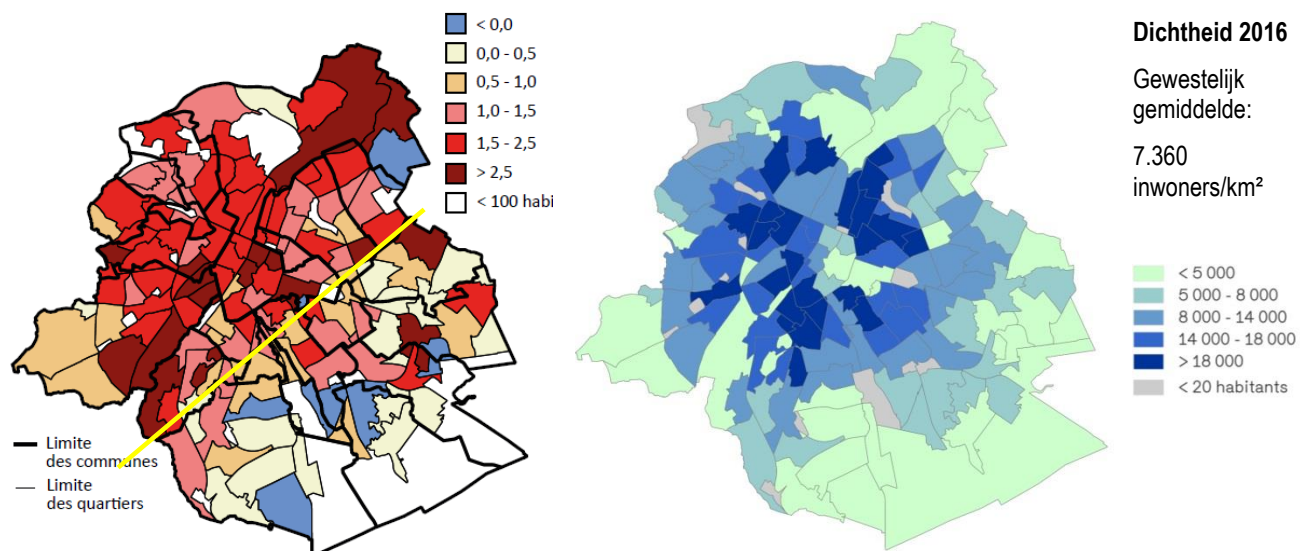 < 0,0
0,0 - 0,5
0,5 - 1,0
1,0 - 1,5
1,5 - 2,5
> 2,5
< 100 habi
Limite
des communes
Limite
des quartiers
Dichtheid 2016
Gewestelijk
gemiddelde:
7.360
inwoners/km²
< 5 000
5 000 - 8 000
8 000 - 14 000
14 000 - 18 000
> 18 000
< 20 habitants